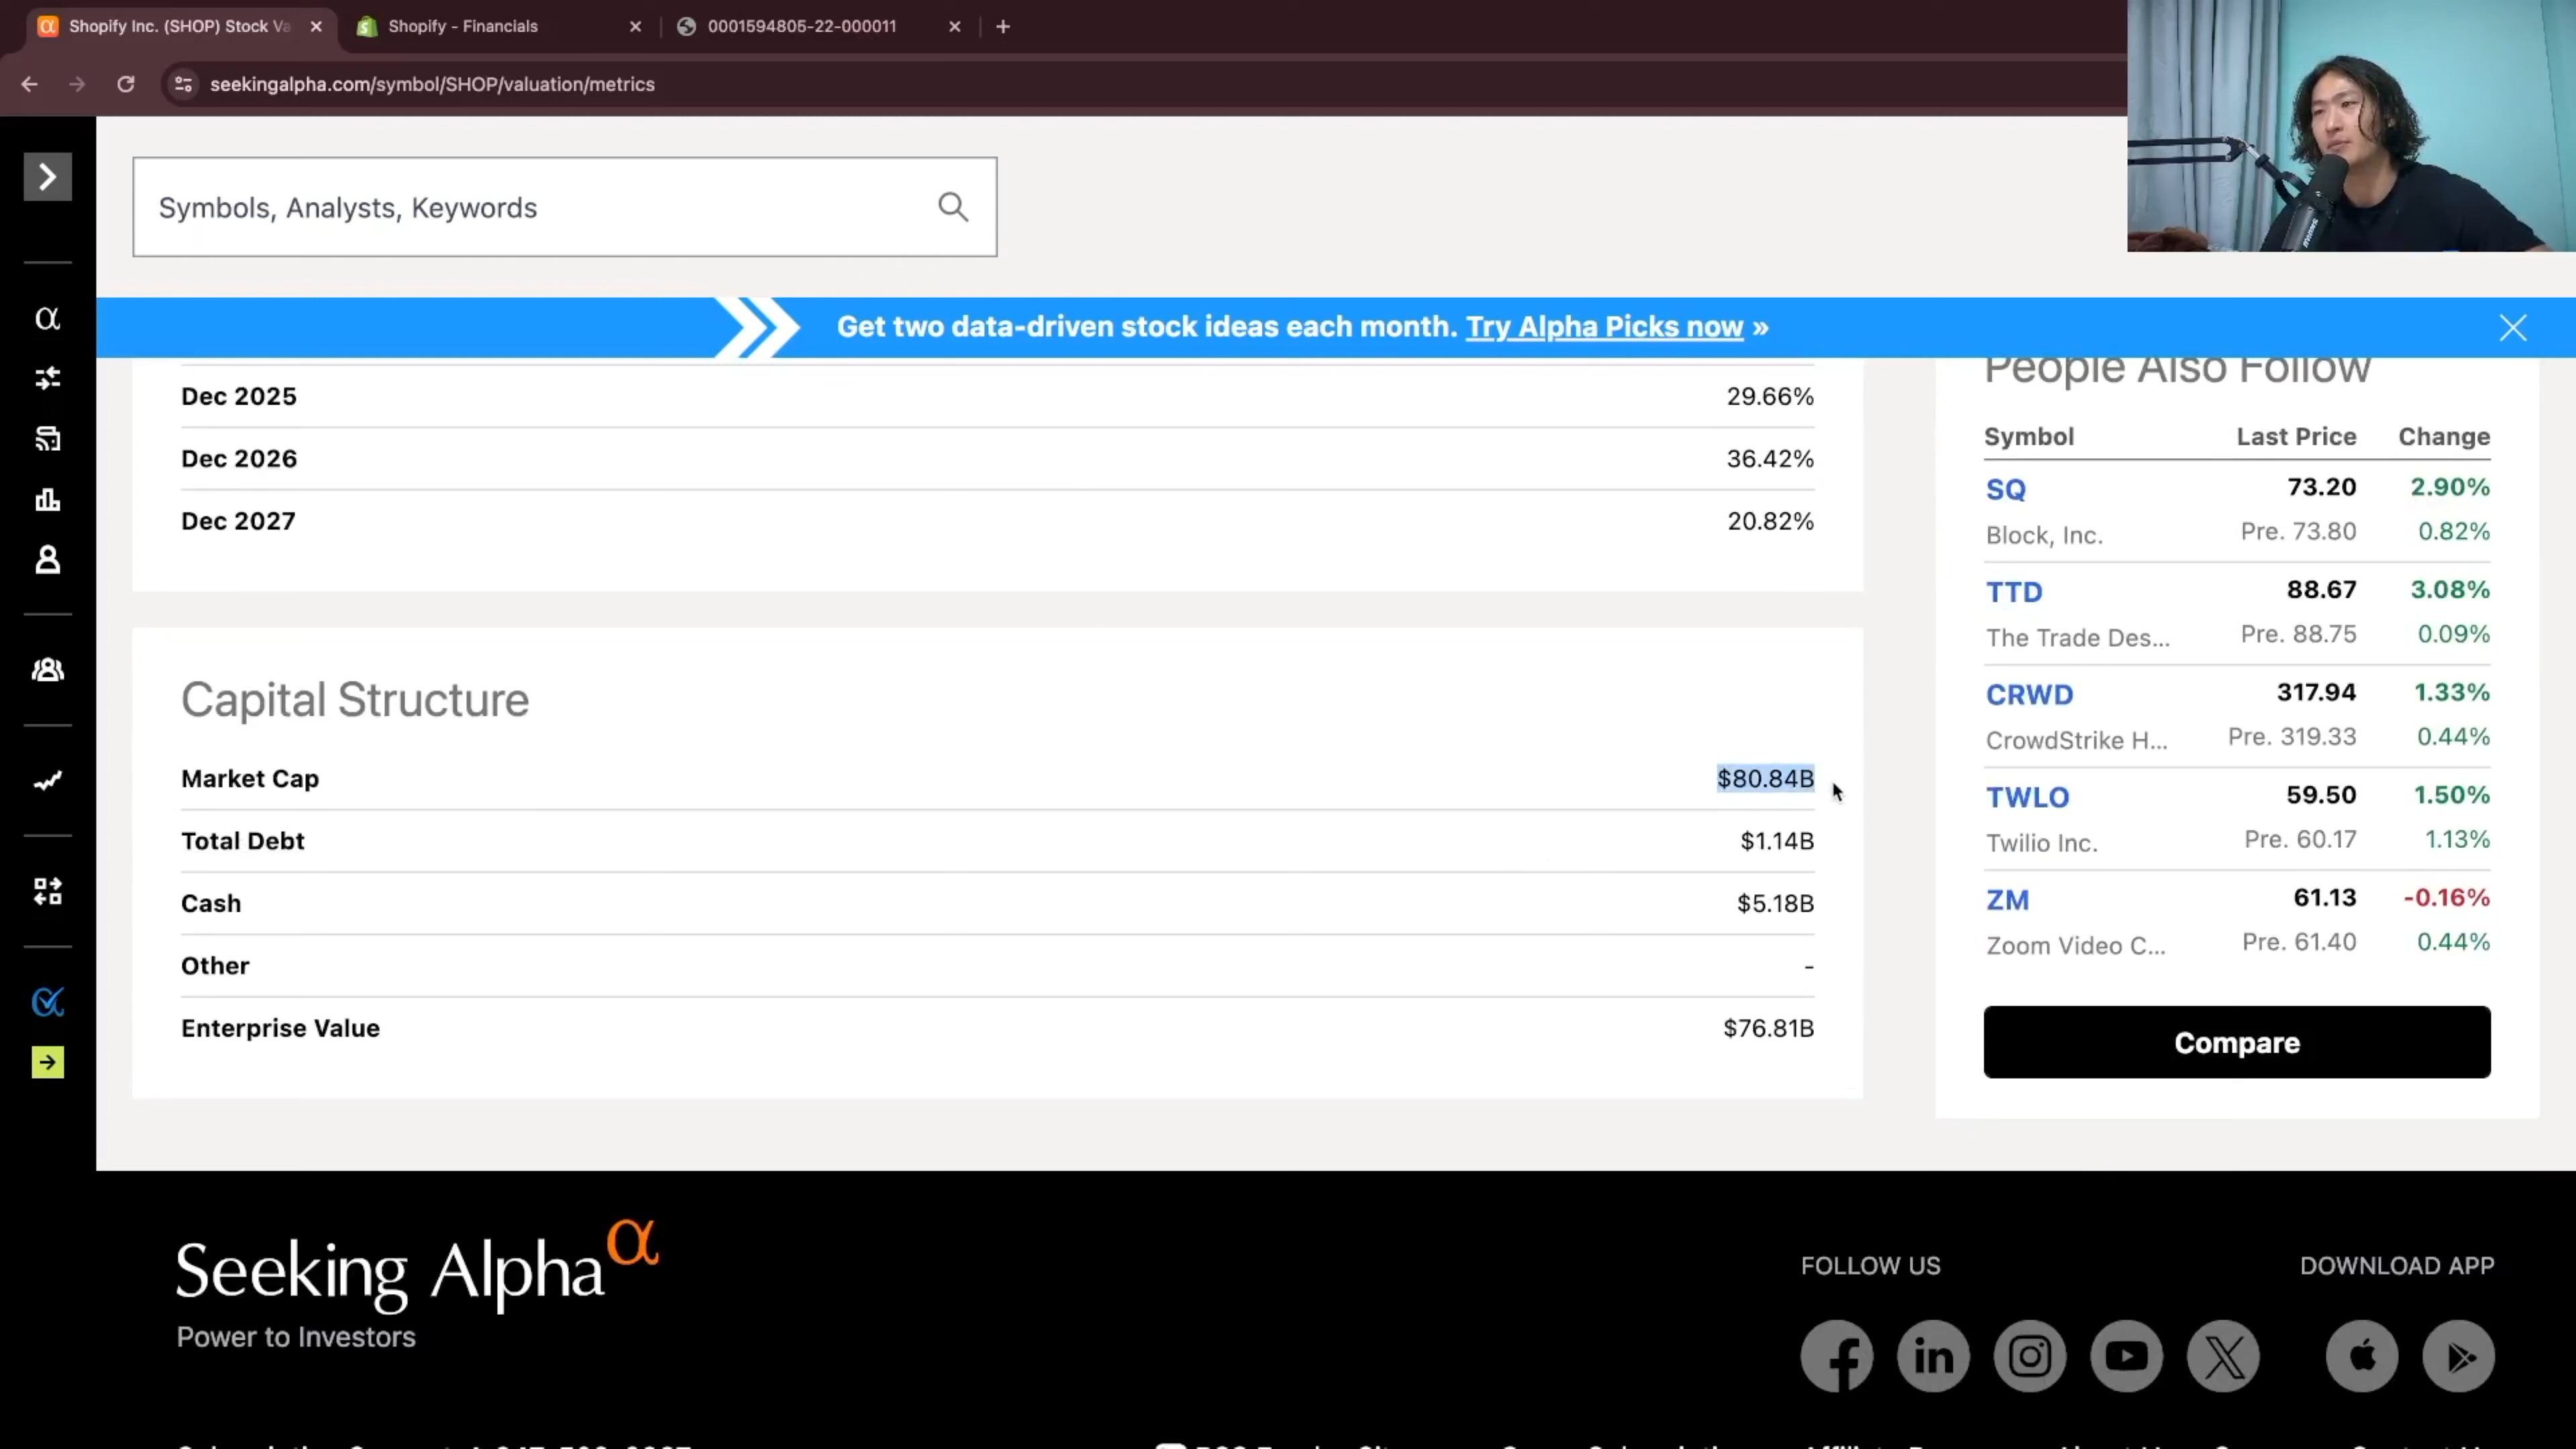 Shopify Inc. (SHOP) Stock Va
Shopify - Financials
0001594805-22-000011
seekingalpha.com/symbol/SHOP/valuation/metrics
Symbols, Analysts, Keywords
Get two data-driven stock ideas each month. Try Alpha Picks now »
Dec 2025 29.66%
Dec 2026 36.42%
Dec 2027 20.82%
Capital Structure
Market Cap $80.84B
Total Debt $1.14B
Cash $5.18B
Other -
Enterprise Value $76.81B
People Also Follow
Symbol Last Price Change
SQ 73.20 2.90%
Block, Inc. Pre. 73.80 0.82%
TTD 88.67 3.08%
The Trade Des... Pre. 88.75 0.09%
CRWD 317.94 1.33%
CrowdStrike H... Pre. 319.33 0.44%
TWLO 59.50 1.50%
Twilio Inc. Pre. 60.17 1.13%
ZM 61.13 -0.16%
Zoom Video C... Pre. 61.40 0.44%
Compare
Seeking Alpha α
Power to Investors
FOLLOW US
DOWNLOAD APP